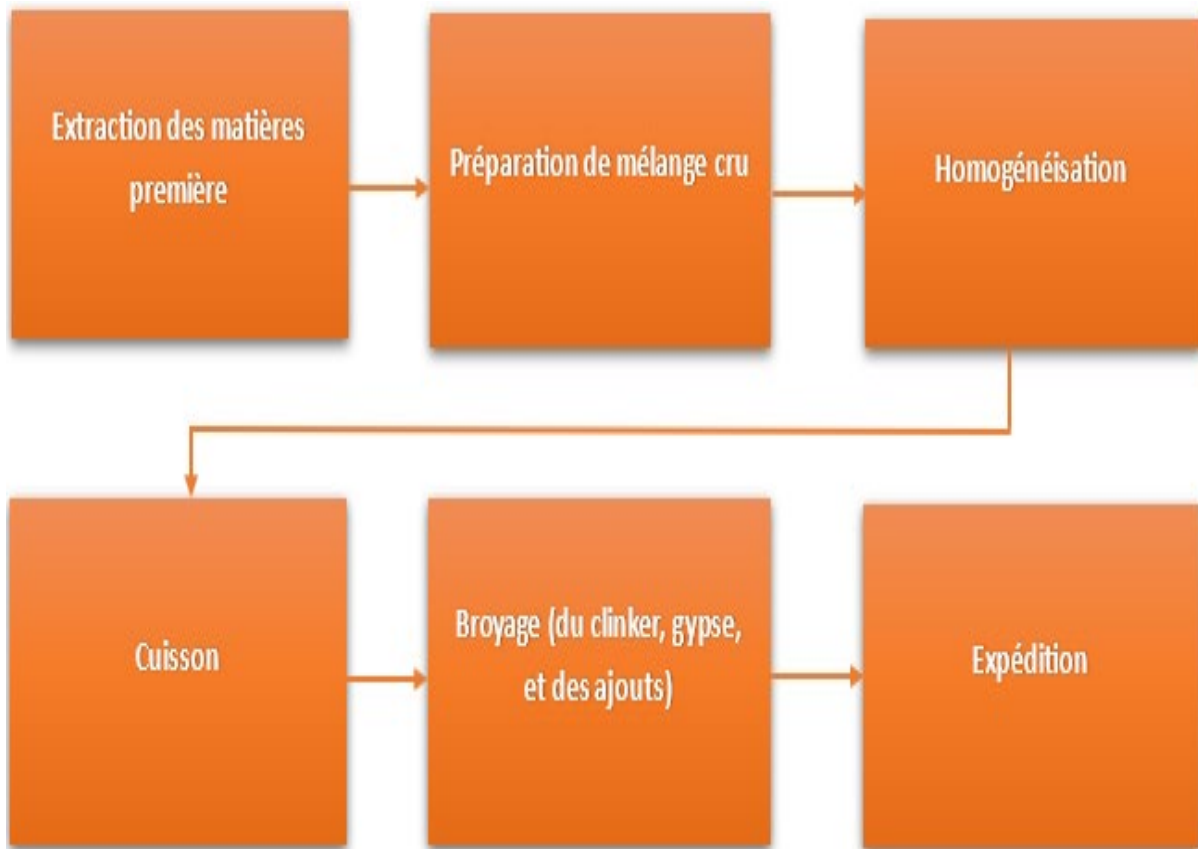 Extraction des matières
première
Préparation de mélange cru
Homogénéisation
Cuisson
Broyage (du clinker, gypse,
et des ajouts)
Expédition